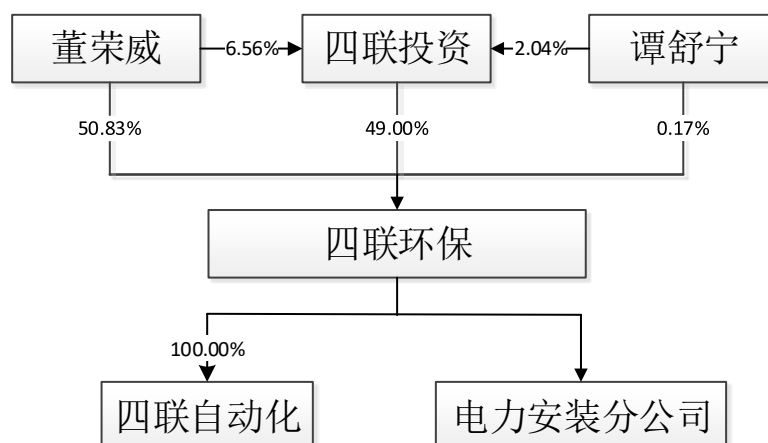 董荣威
6.56%
四联投资
2.04%
谭舒宁
50.83%
49.00%
0.17%
四联环保
100.00%
四联自动化
电力安装分公司